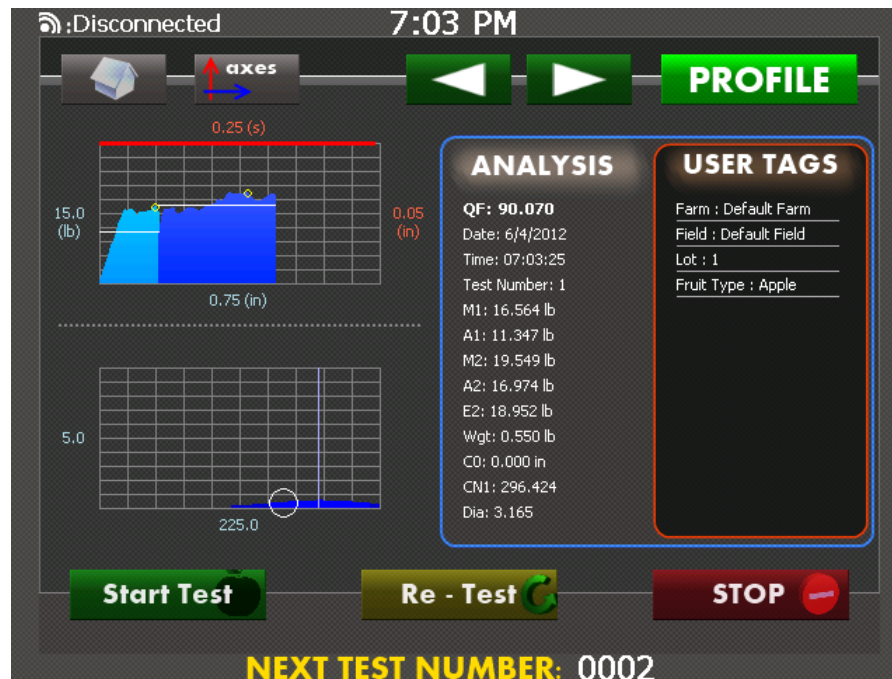 :Disconnected 7:03 PM
axes
PROFILE
0.25 (s)
15.0
(lb)
0.05
(in)
0.75 (in)
5.0
225.0
ANALYSIS
QF: 90.070
Date: 6/4/2012
Time: 07:03:25
Test Number: 1
M1: 16.564 lb
A1: 11.347 lb
M2: 19.549 lb
A2: 16.974 lb
E2: 18.952 lb
Wgt: 0.550 lb
C0: 0.000 in
CN1: 296.424
Dia: 3.165
USER TAGS
Farm : Default Farm
Field : Default Field
Lot : 1
Fruit Type : Apple
Start Test
Re - Test
STOP
NEXT TEST NUMBER: 0002